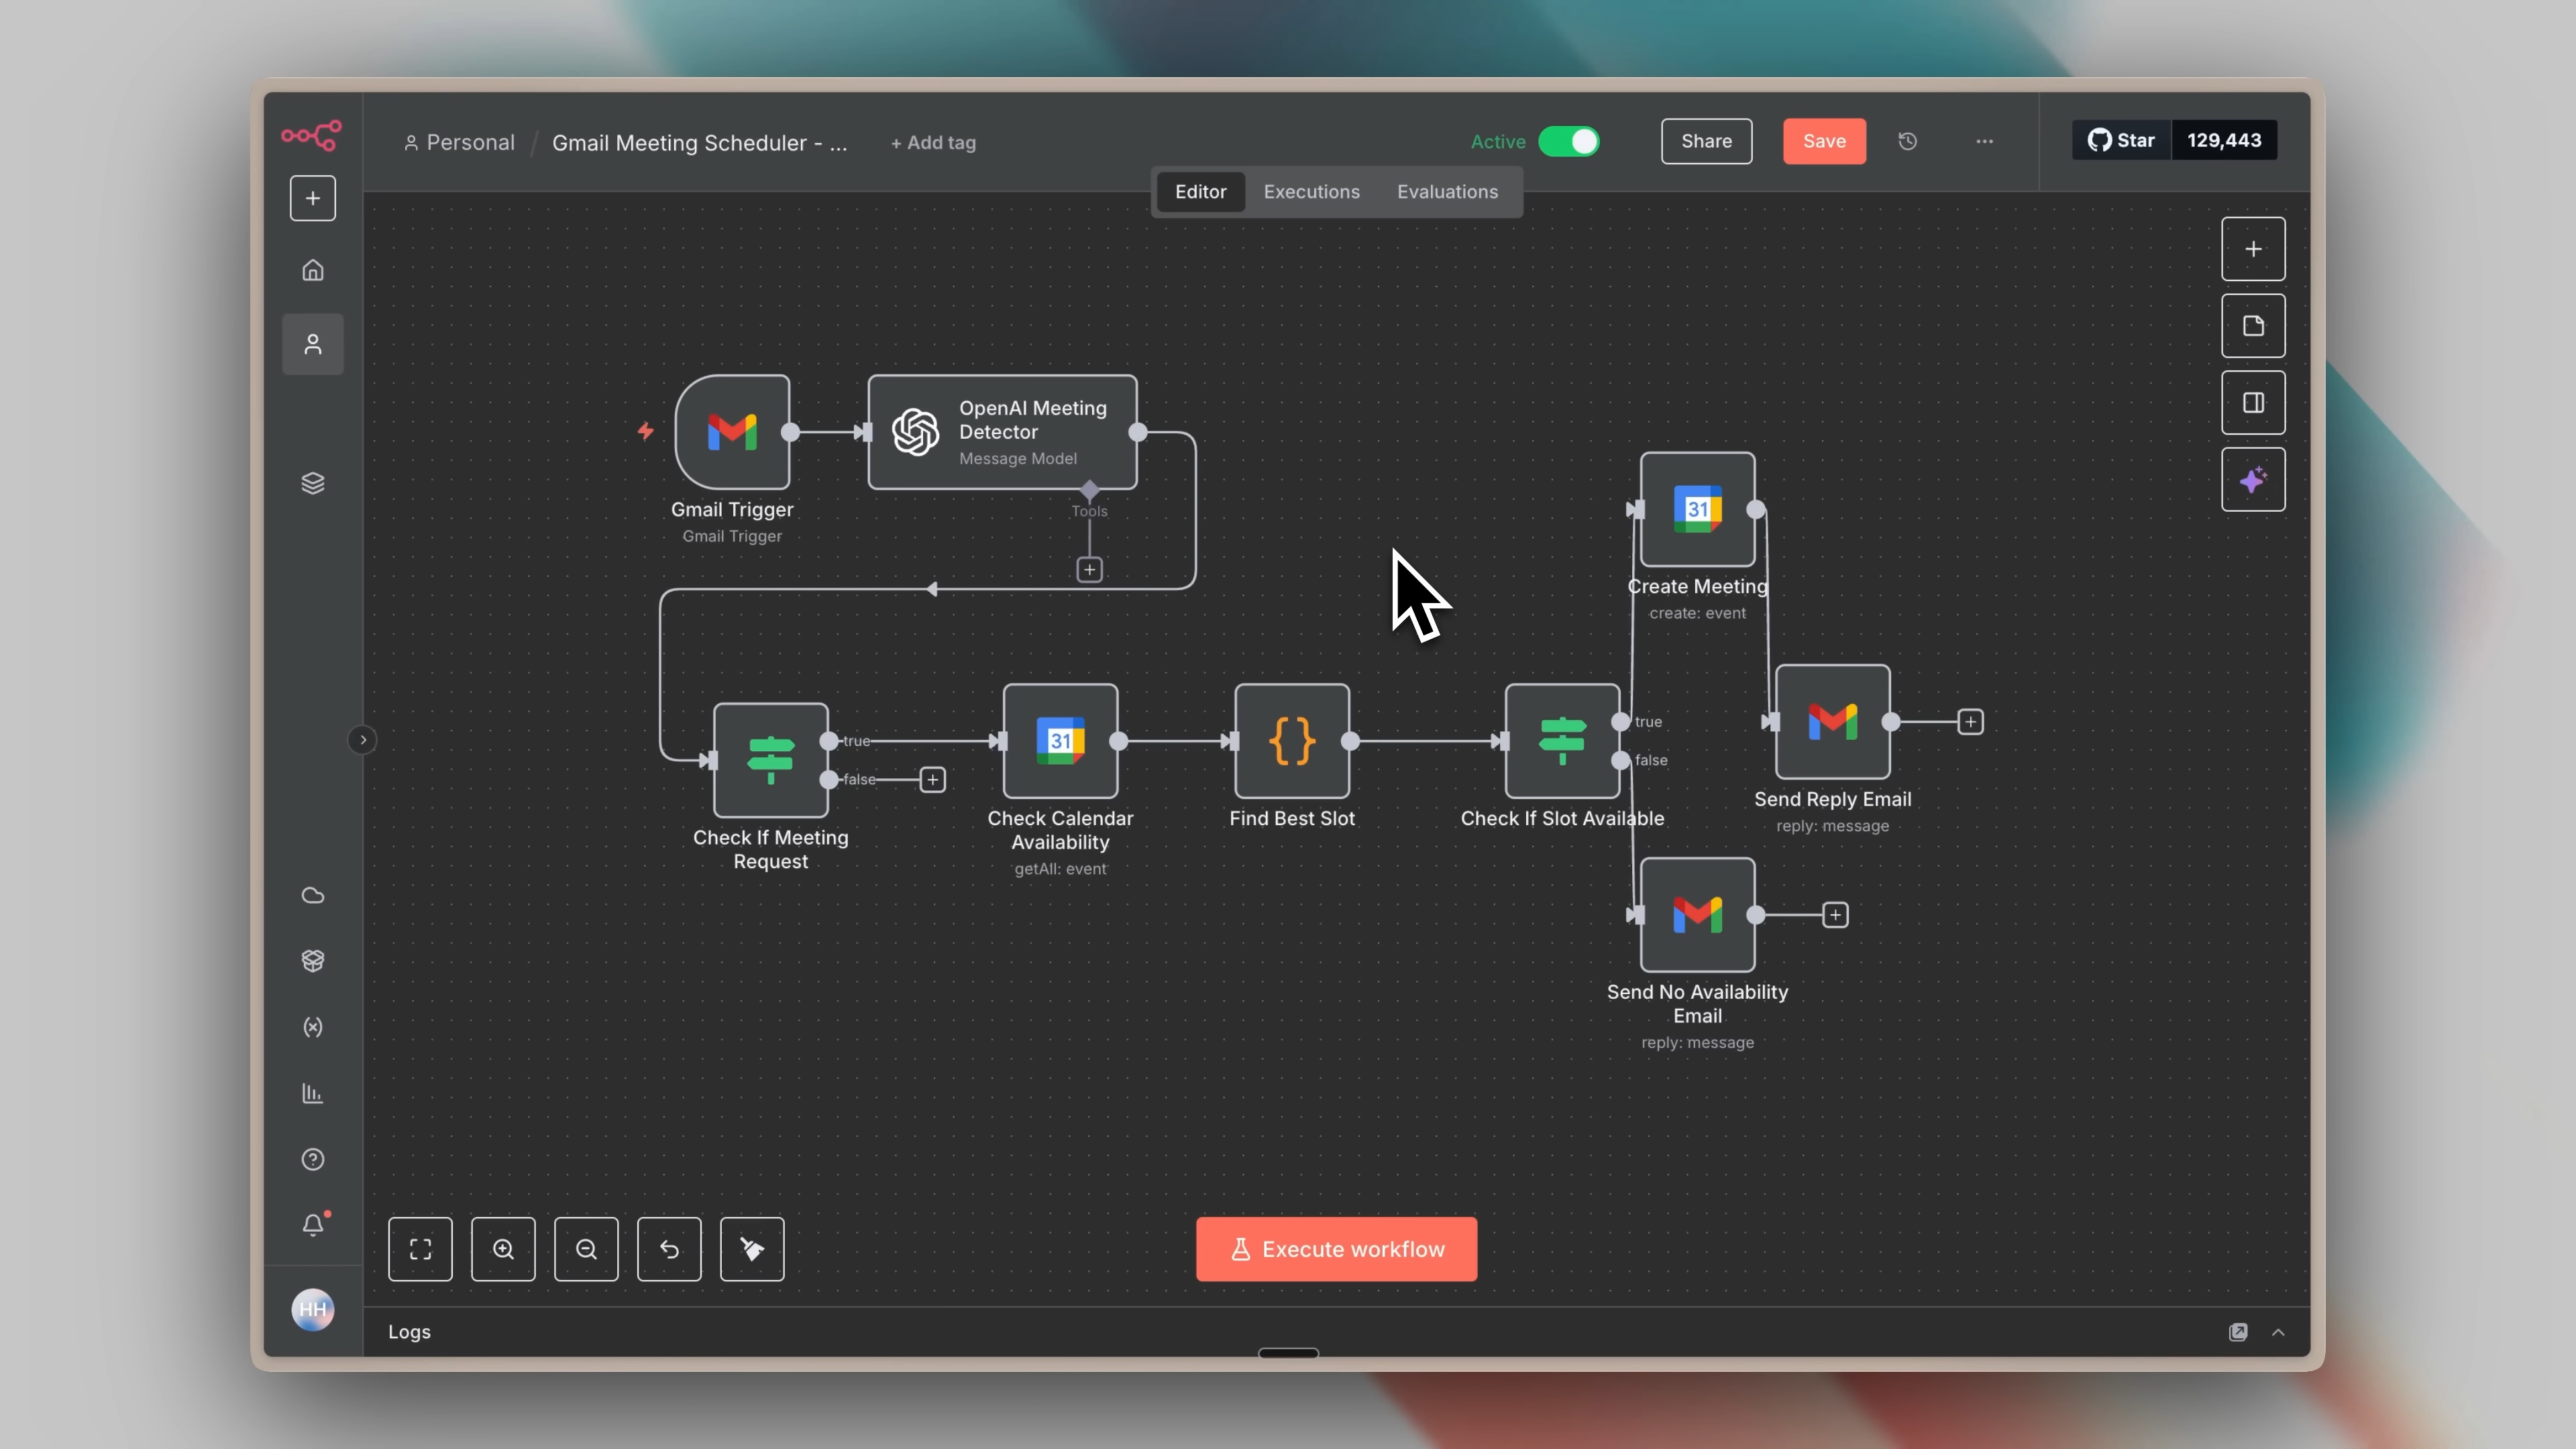 Personal / Gmail Meeting Scheduler - ... + Add tag
Active
Share
Save
Star 129,443
Editor Executions Evaluations
OpenAI Meeting
Detector
Message Model
Tools
Gmail Trigger
Gmail Trigger
31
Create Meeting
create: event
true
false
Check If Meeting
Request
31
Check Calendar
Availability
getAll: event
{}
Find Best Slot
true
false
Check If Slot Available
Send Reply Email
reply: message
Send No Availability
Email
reply: message
Execute workflow
HH
Logs